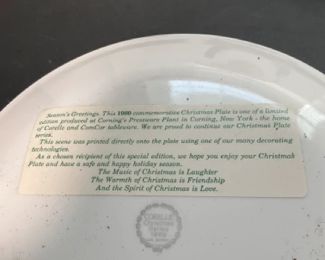 Season's Greetings. This 1989 commemorative Christmas Plate is one of a limited
edition produced at Corning's Pressware Plant in Corning, New York - the home
of Corelle and ComCor tableware. We are proud to continue our Christmas Plate
series.
This scene was printed directly onto the plate using one of our many decorating
technologies.
As a chosen recipient of this special edition, we hope you enjoy your Christmas
Plate and have a safe and happy holiday season.
The Music of Christmas is Laughter
The Warmth of Christmas is Friendship
And the Spirit of Christmas is Love.
CORELLE
Christmas